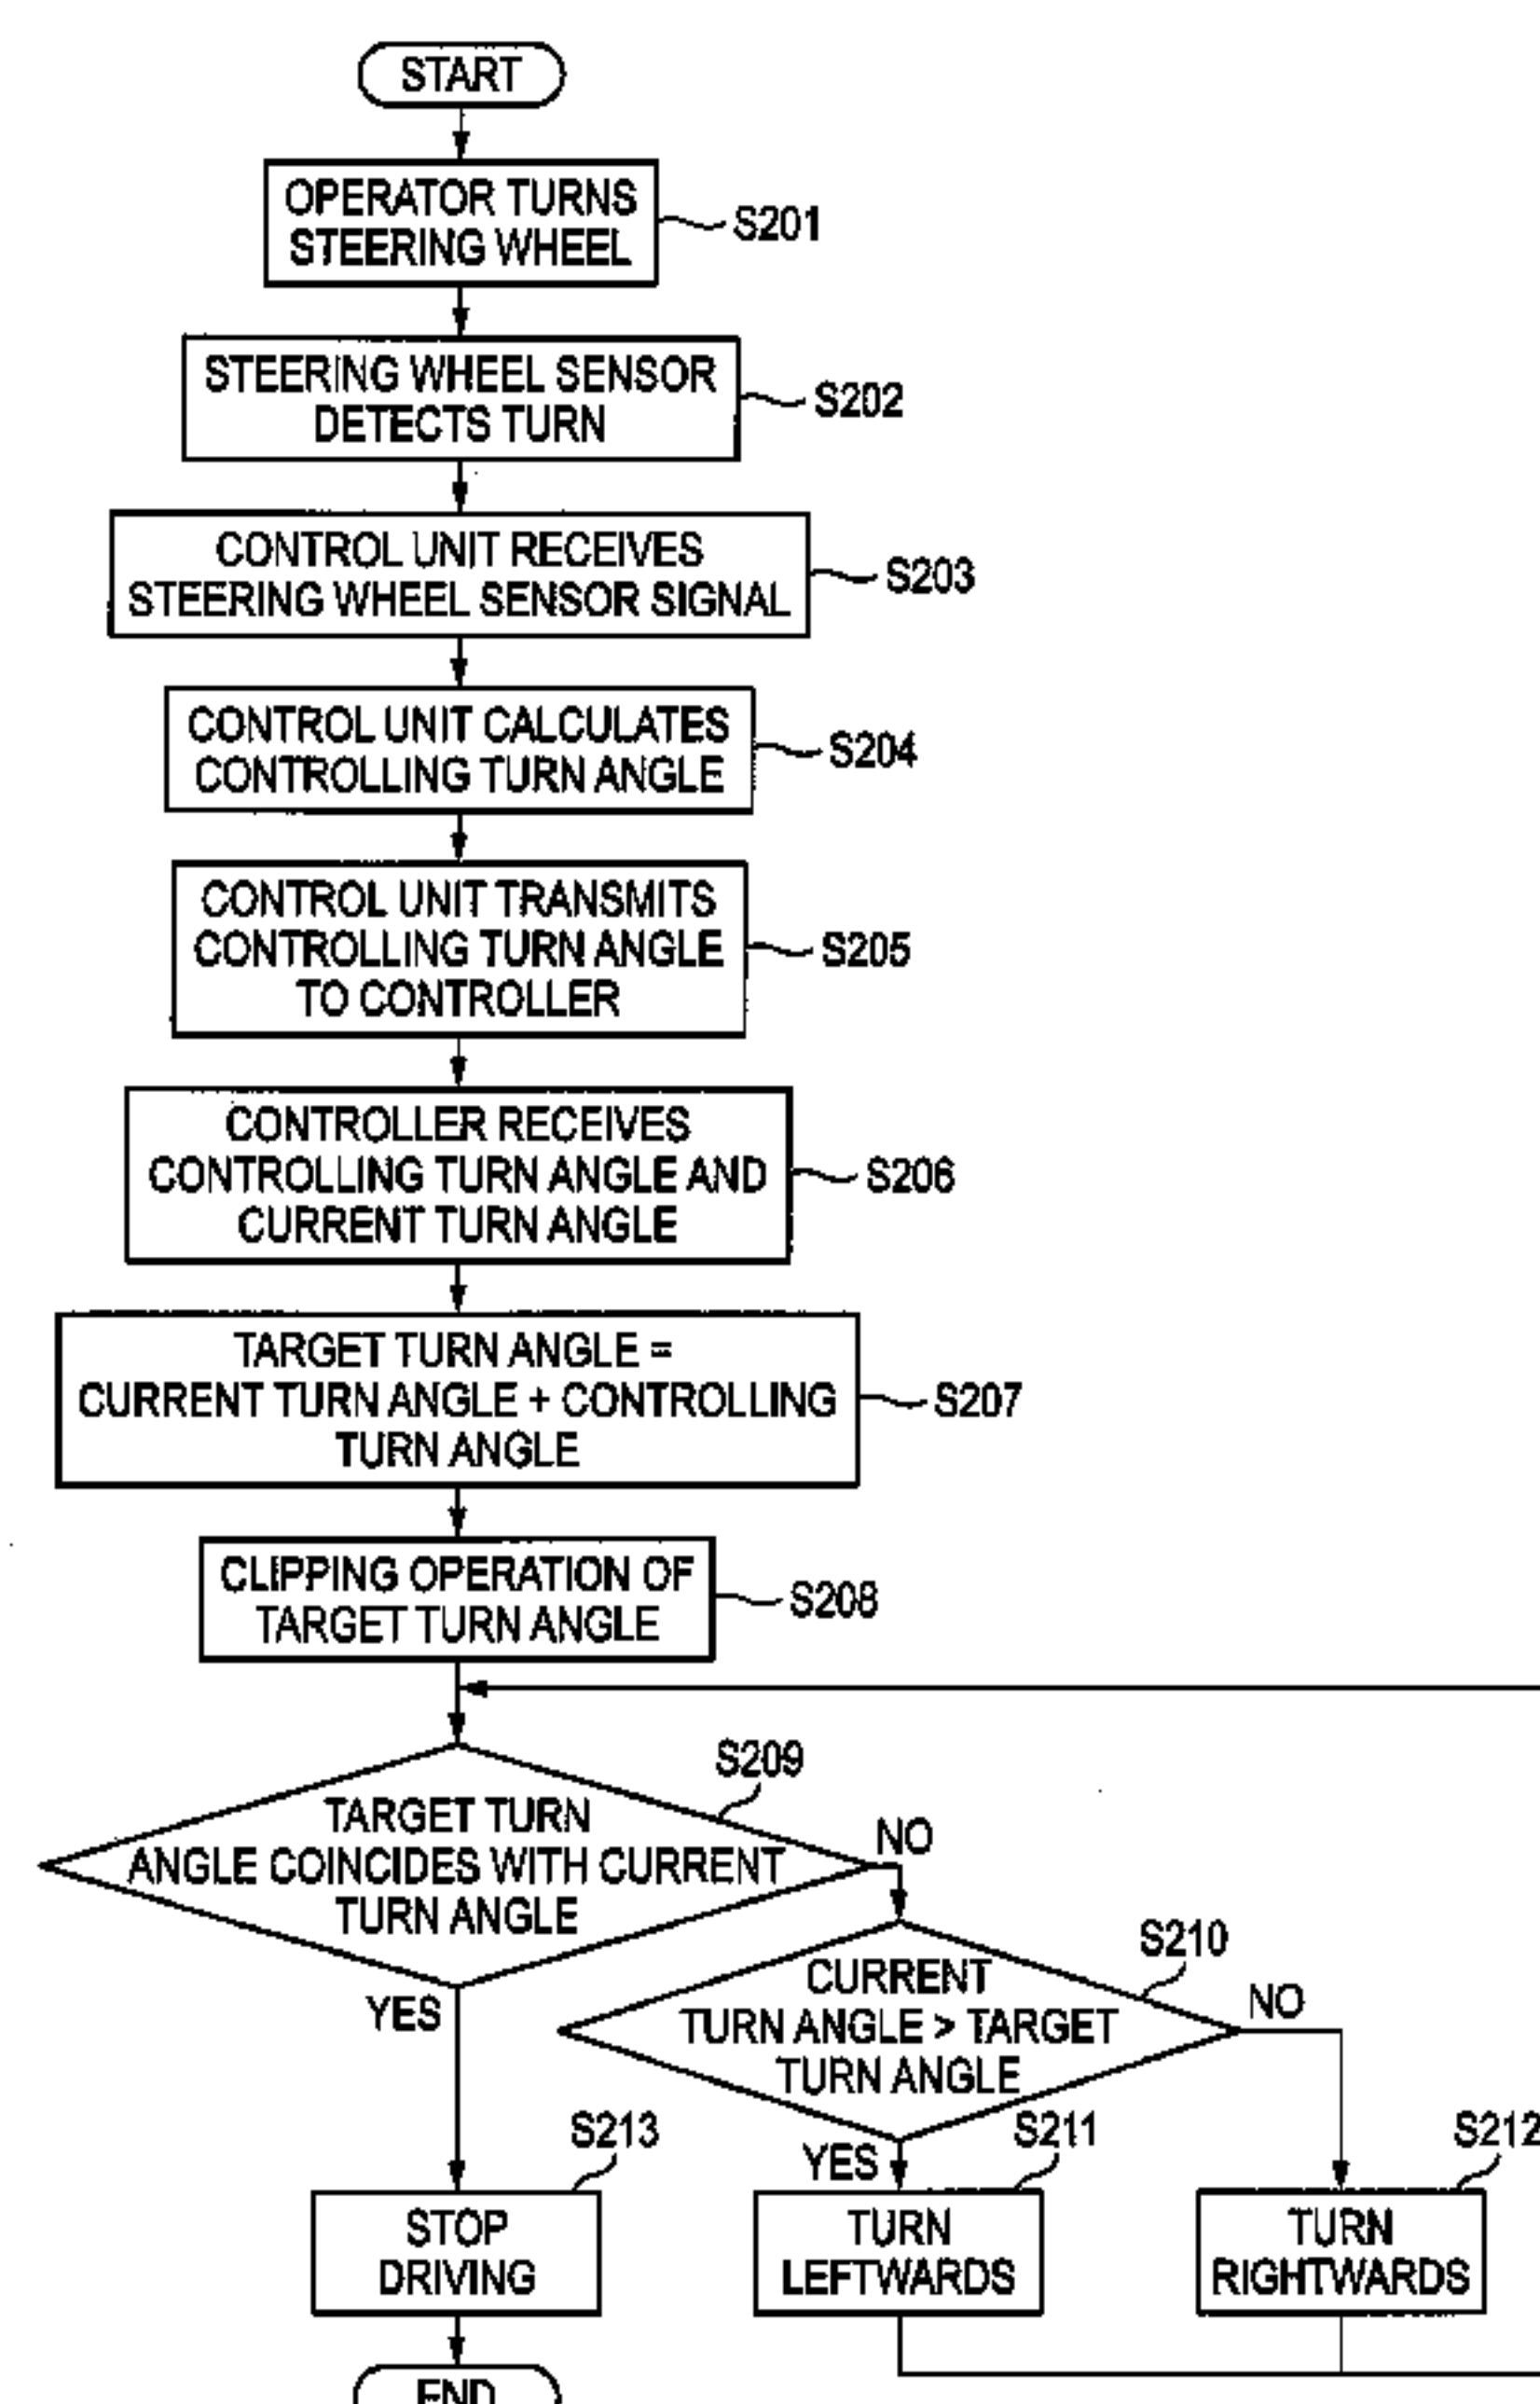 START
OPERATOR TURNS
STEERING WHEEL
S201
STEERING WHEEL SENSOR
DETECTS TURN
S202
CONTROL UNIT RECEIVES
STEERING WHEEL SENSOR SIGNAL
S203
CONTROL UNIT CALCULATES
CONTROLLING TURN ANGLE
S204
CONTROL UNIT TRANSMITS
CONTROLLING TURN ANGLE
TO CONTROLLER
S205
CONTROLLER RECEIVES
CONTROLLING TURN ANGLE AND
CURRENT TURN ANGLE
S206
TARGET TURN ANGLE =
CURRENT TURN ANGLE + CONTROLLING
TURN ANGLE
S207
CLIPPING OPERATION OF
TARGET TURN ANGLE
S208
S209
TARGET TURN
ANGLE COINCIDES WITH CURRENT
TURN ANGLE
NO
YES
S210
CURRENT
TURN ANGLE > TARGET
TURN ANGLE
NO
YES
S213
STOP
DRIVING
S211
TURN
LEFTWARDS
S212
TURN
RIGHTWARDS
END